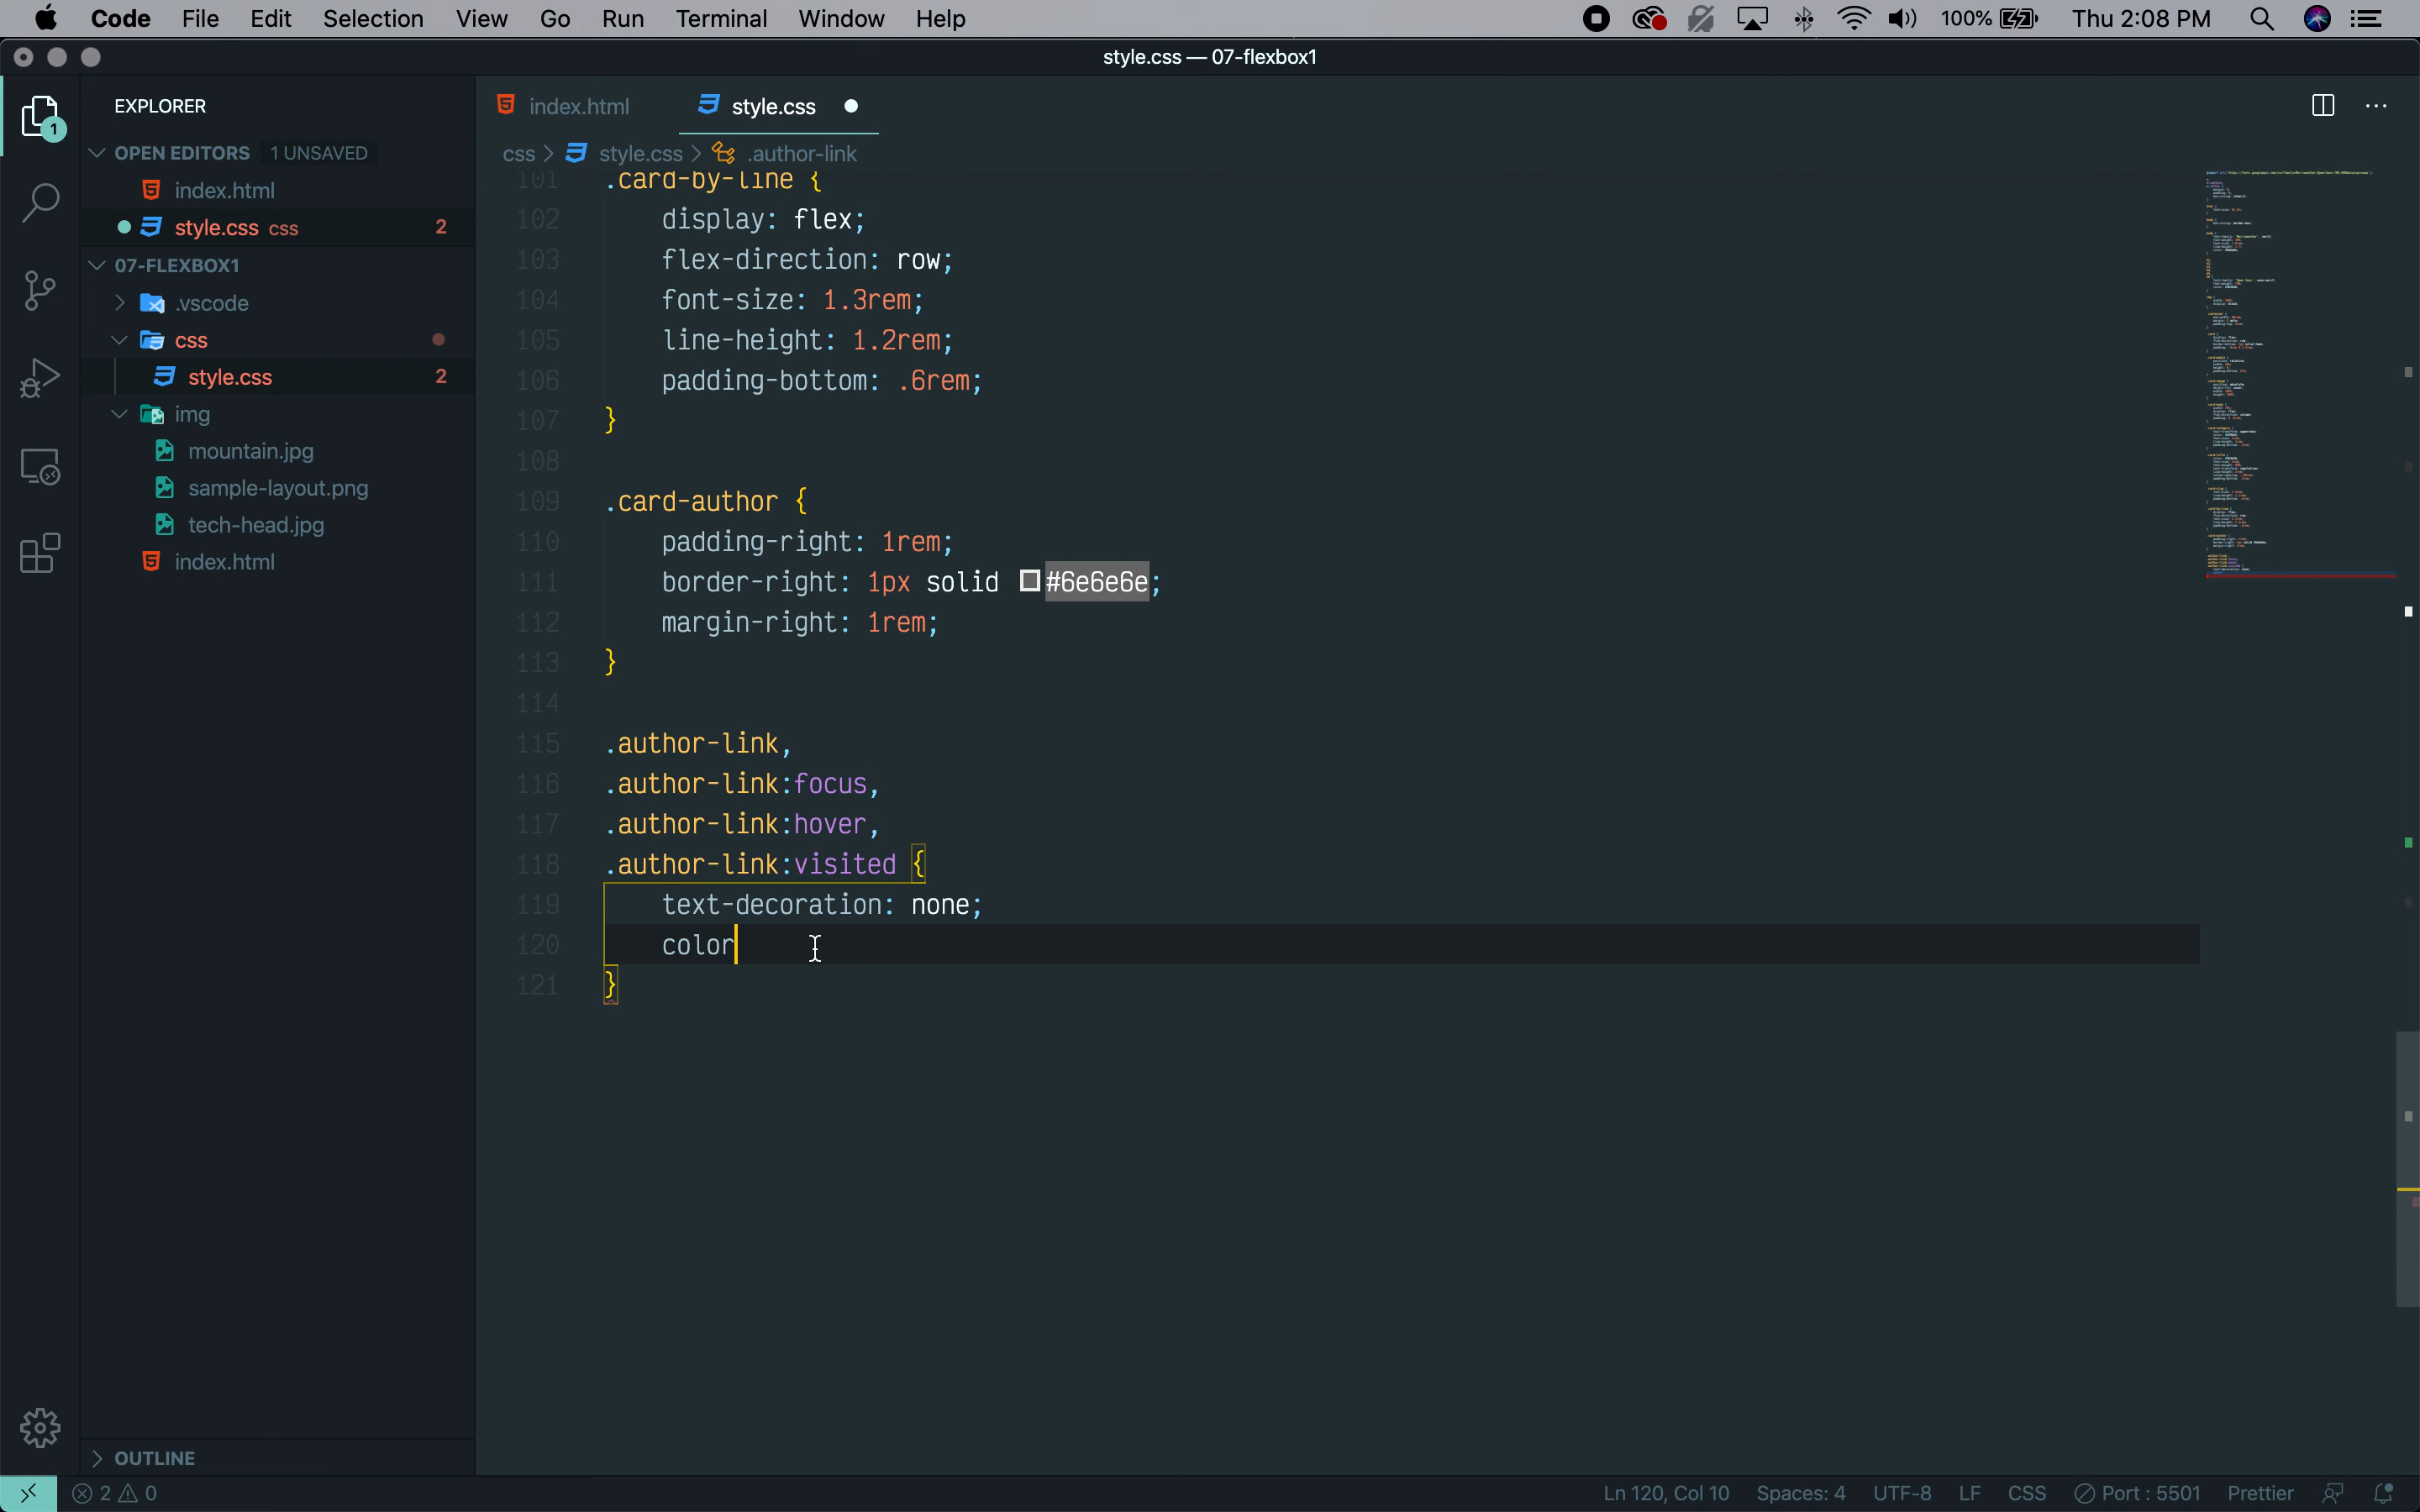 Code File Edit Selection View Go Run Terminal Window Help 100% Thu 2:08 PM
style.css — 07-flexbox1
EXPLORER
index.html style.css
OPEN EDITORS 1 UNSAVED
css > style.css > .author-link
index.html
style.css css 2
07-FLEXBOX1
.vscode
css
style.css 2
img
mountain.jpg
sample-layout.png
tech-head.jpg
index.html
1
101 .card-by-line {
102 display: flex;
103 flex-direction: row;
104 font-size: 1.3rem;
105 line-height: 1.2rem;
106 padding-bottom: .6rem;
107 }
108
109 .card-author {
110 padding-right: 1rem;
111 border-right: 1px solid #6e6e6e;
112 margin-right: 1rem;
113 }
114
115 .author-link,
116 .author-link:focus,
117 .author-link:hover,
118 .author-link:visited {
119 text-decoration: none;
120 color
121 }
OUTLINE
2 0 Ln 120, Col 10 Spaces: 4 UTF-8 LF CSS Port : 5501 Prettier